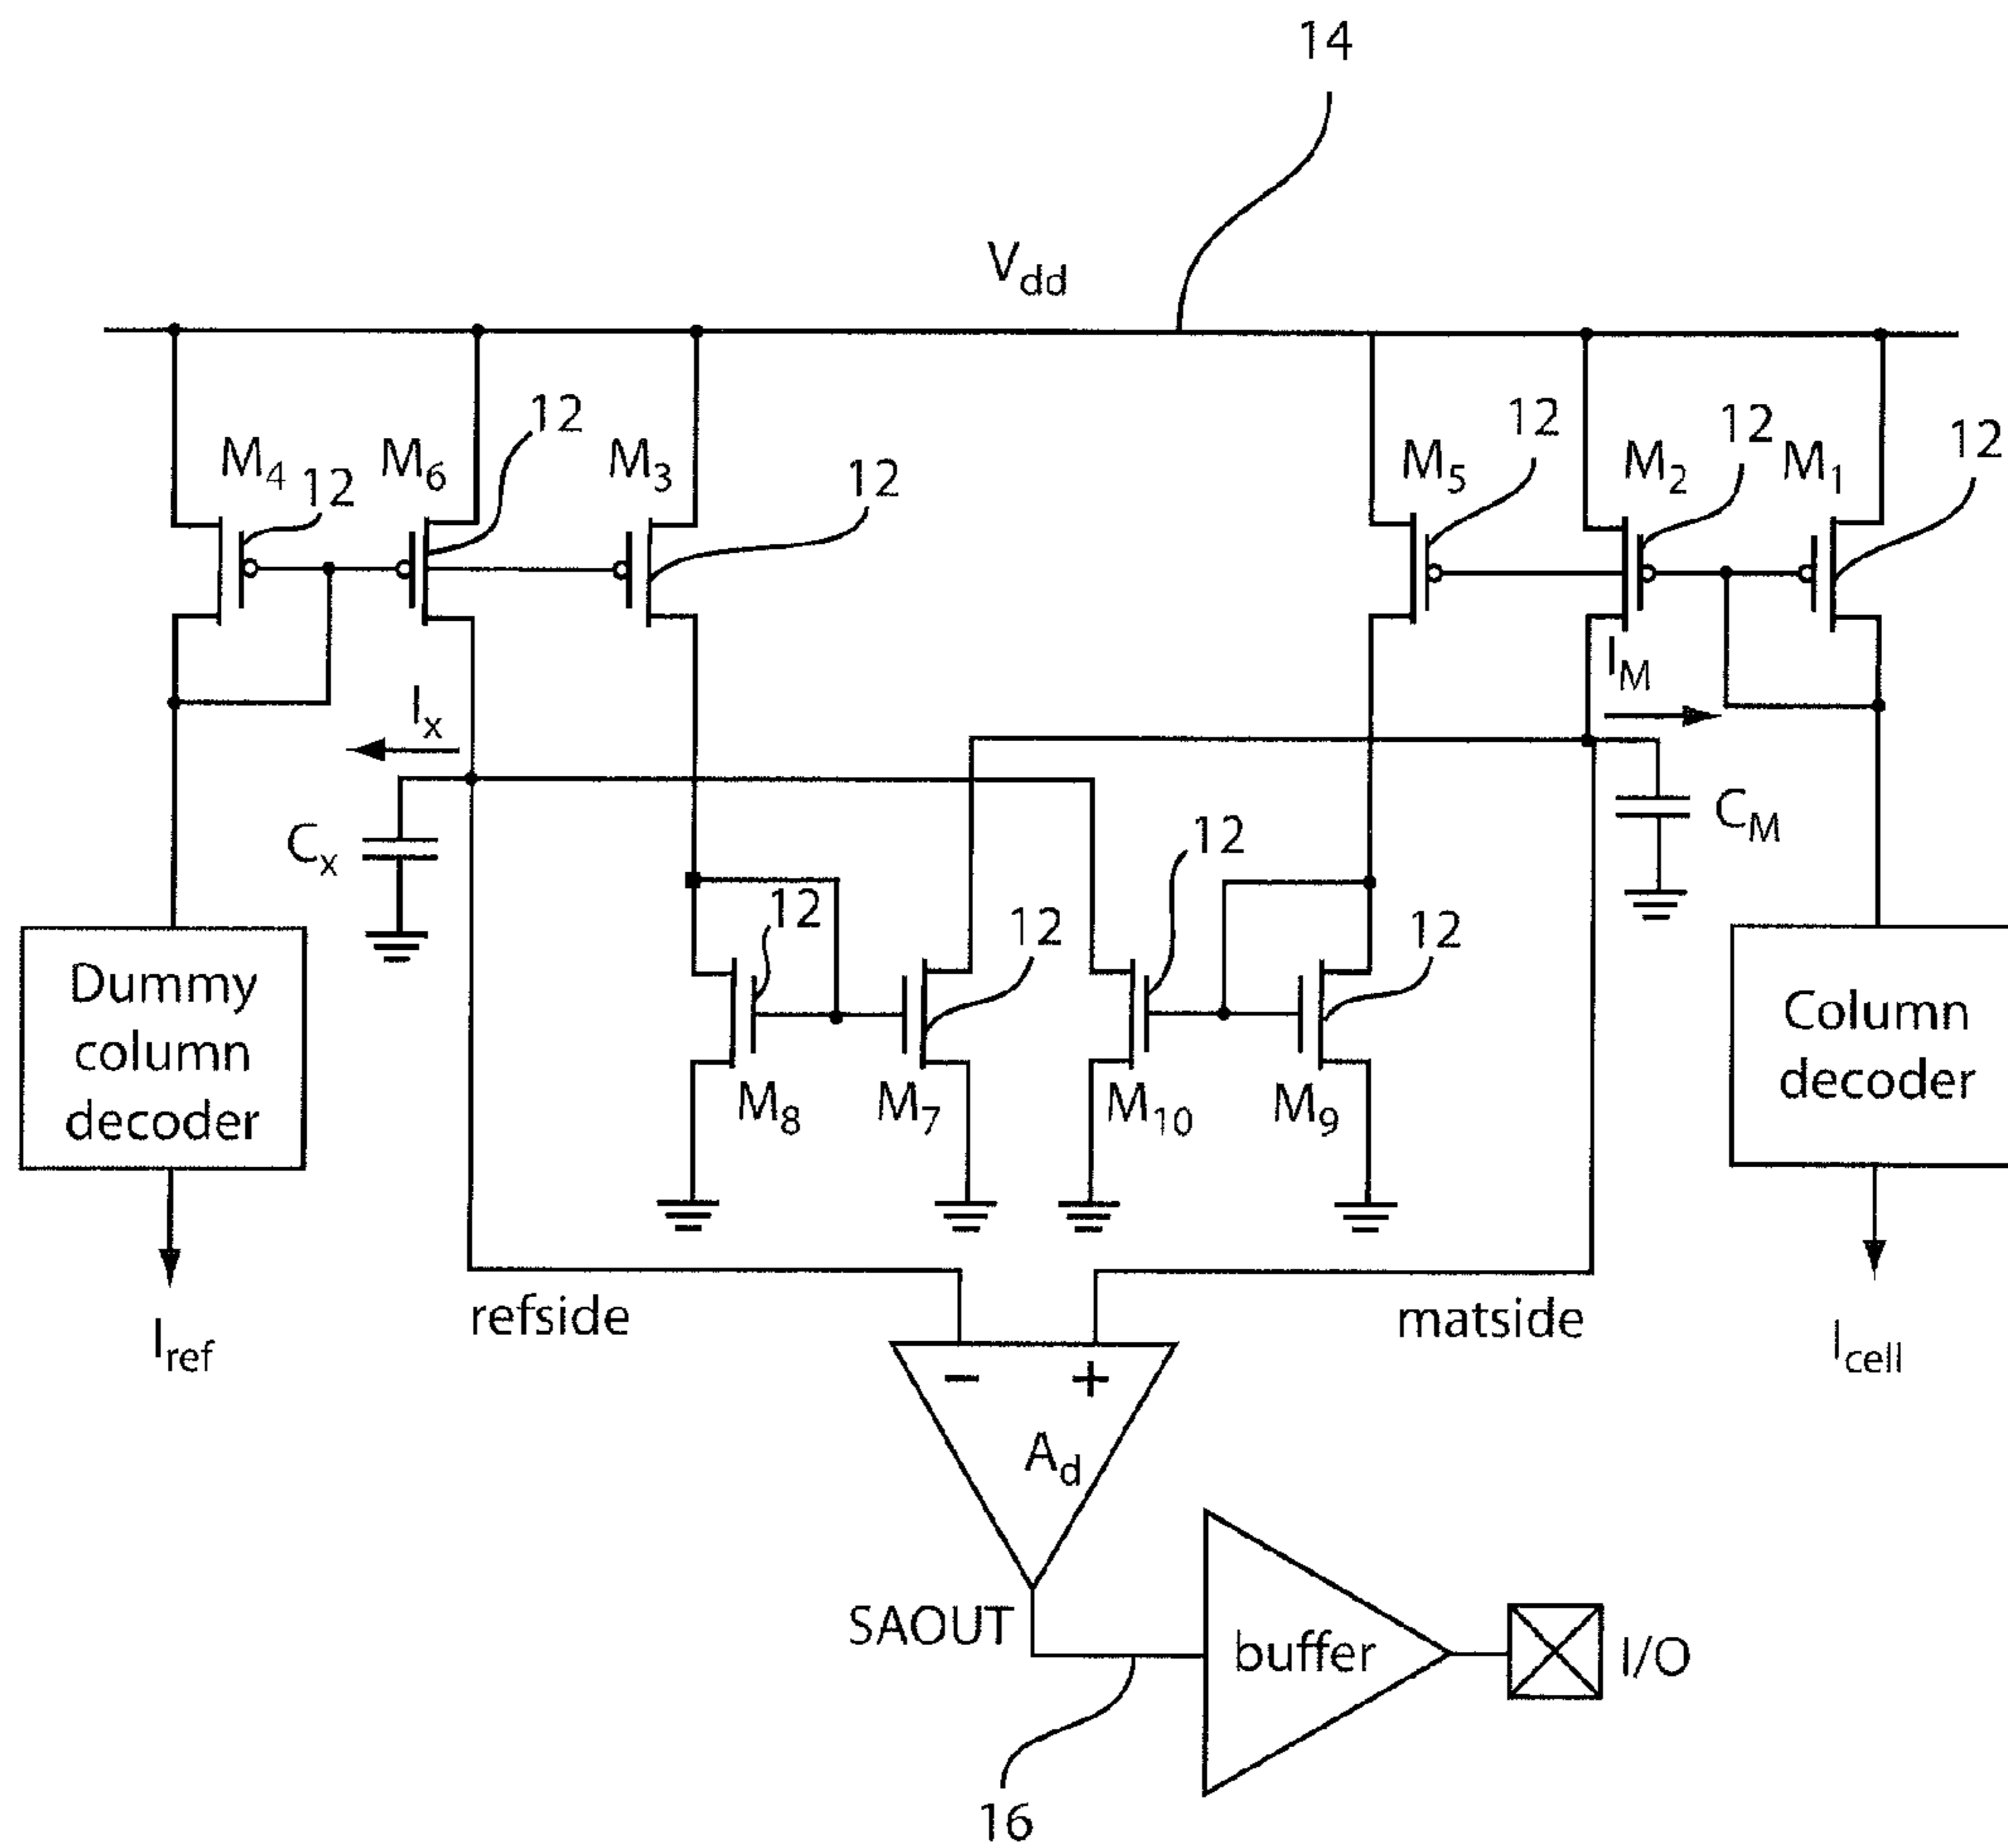 14
Vdd
M4 12 M6 12 M3 12 M5 12 M2 12 M1 12
Ix IM
Cx CM
12 12 12 12
M8 M7 M10 M9
Dummy
column
decoder
Column
decoder
Iref
refside
matside
Icell
− +
Ad
SAOUT
buffer
I/O
16